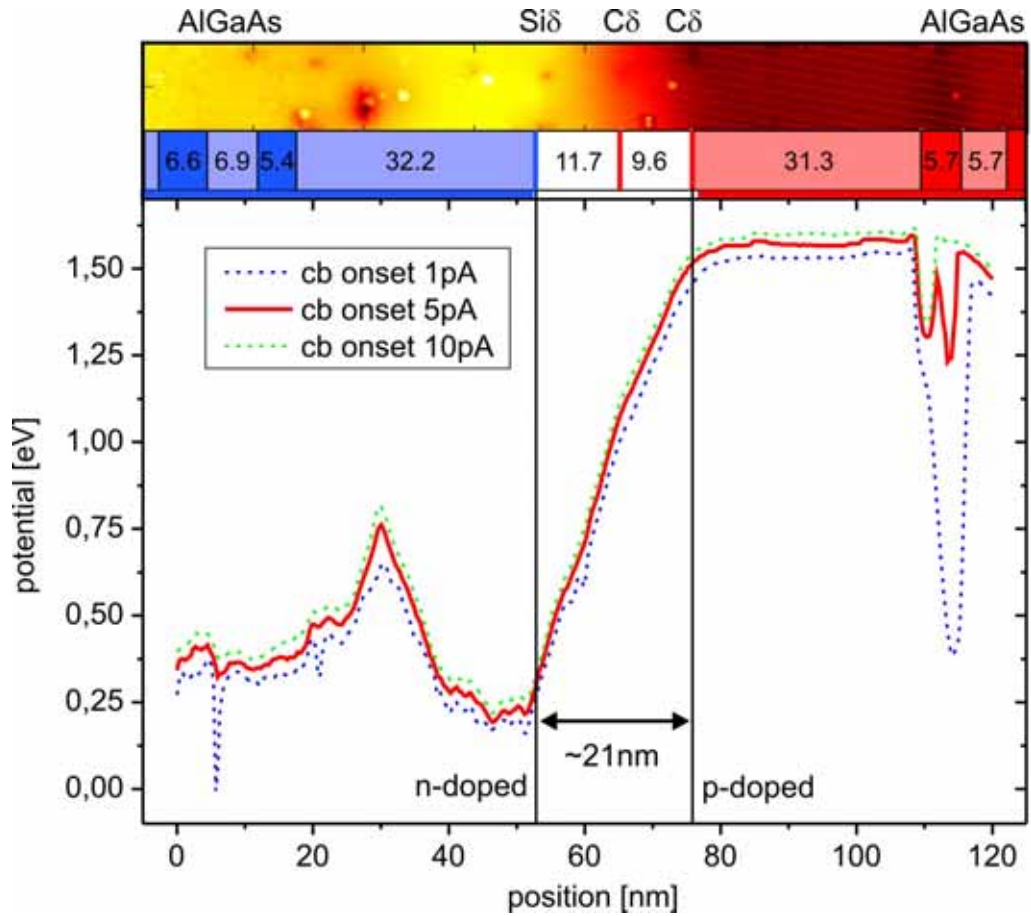 AlGaAs Siδ Cδ Cδ AlGaAs
6.6 6.9 5.4 32.2 11.7 9.6 31.3 5.7 5.7
cb onset 1pA
cb onset 5pA
cb onset 10pA
1,50
1,25
1,00
0,75
0,50
0,25
0,00
potential [eV]
~21nm
n-doped
p-doped
0 20 40 60 80 100 120
position [nm]